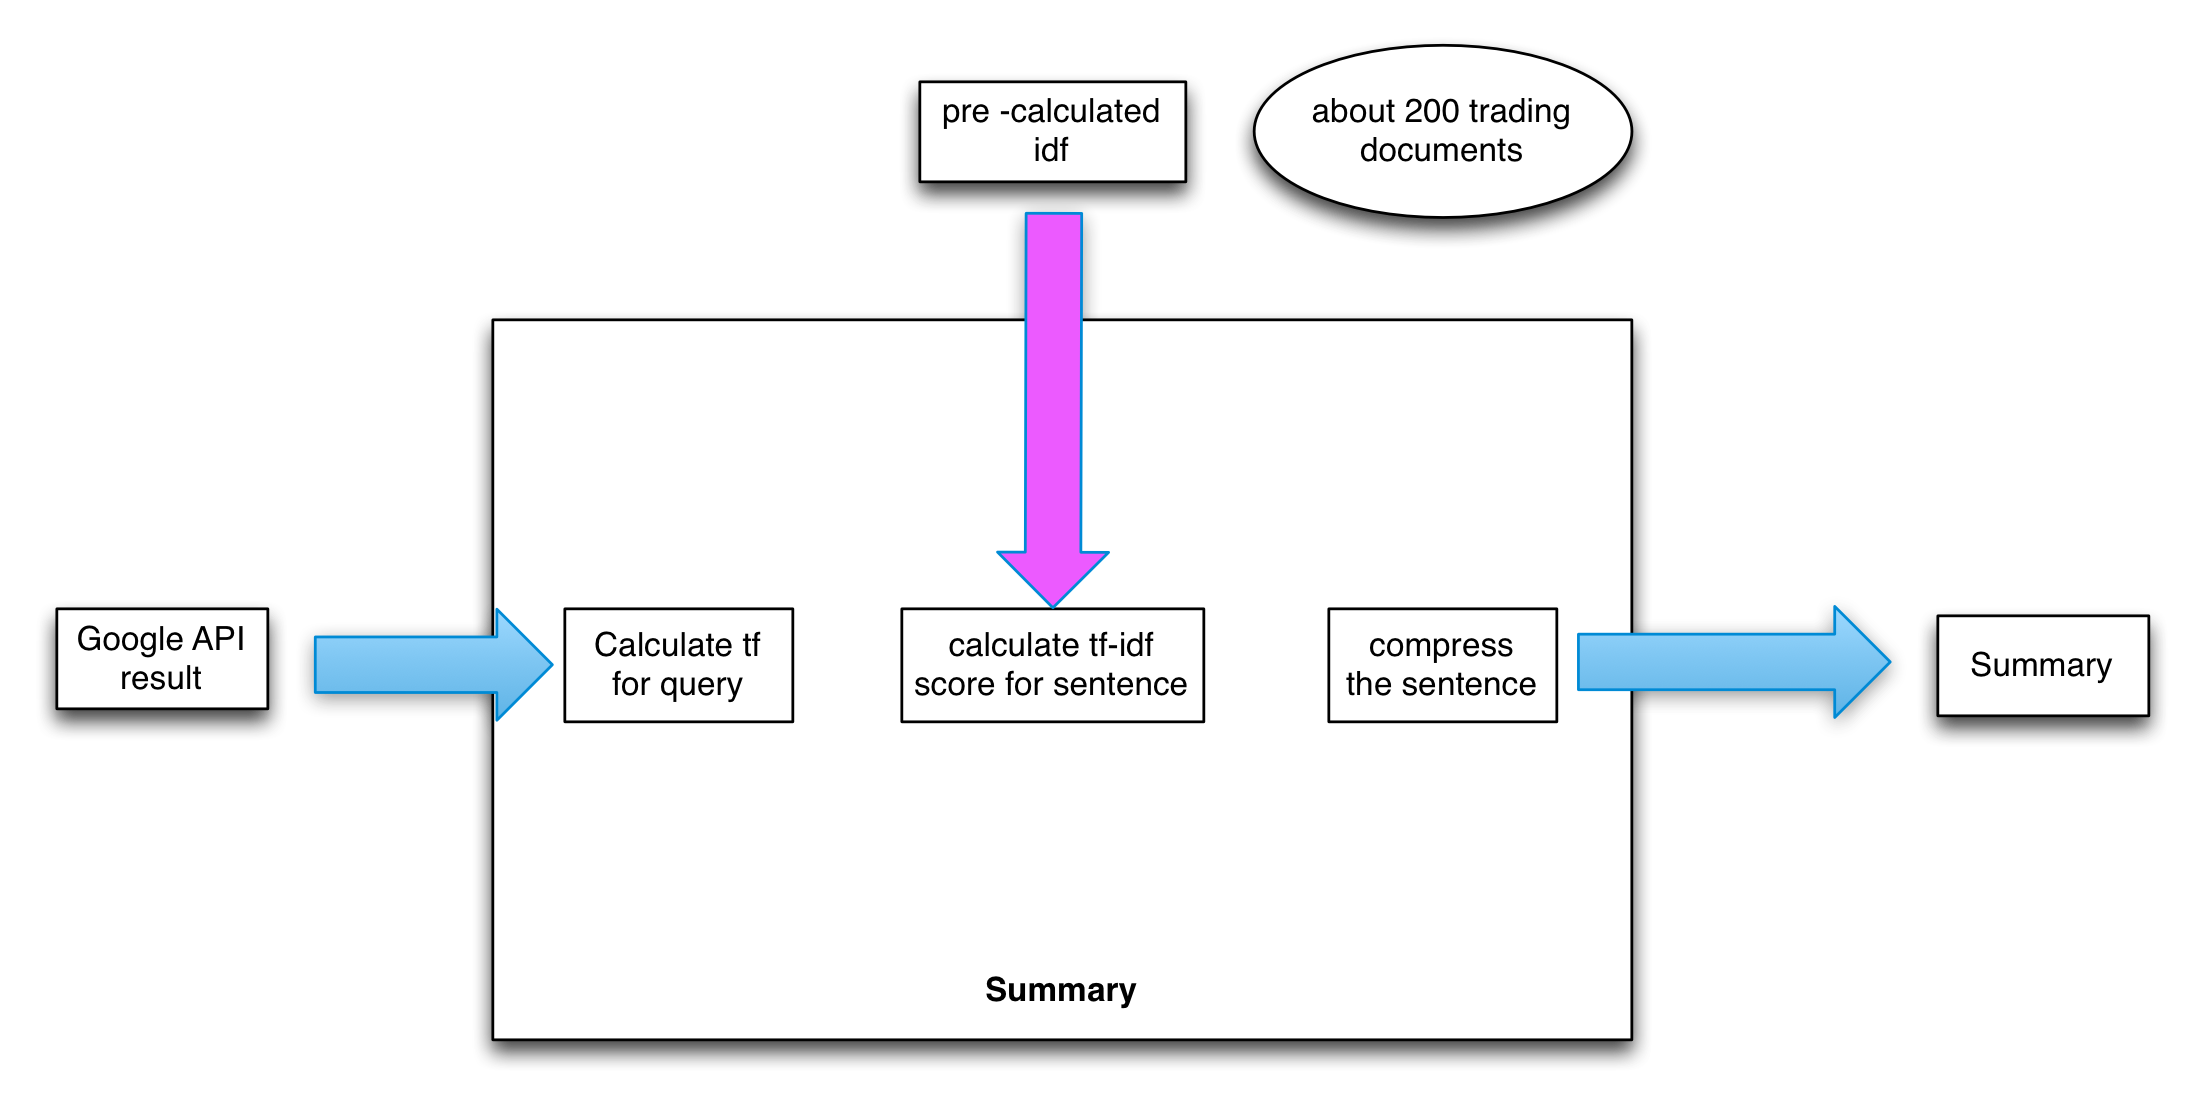 pre -calculated
idf
about 200 trading
documents
Google API
result
Calculate tf
for query
calculate tf-idf
score for sentence
compress
the sentence
Summary
Summary